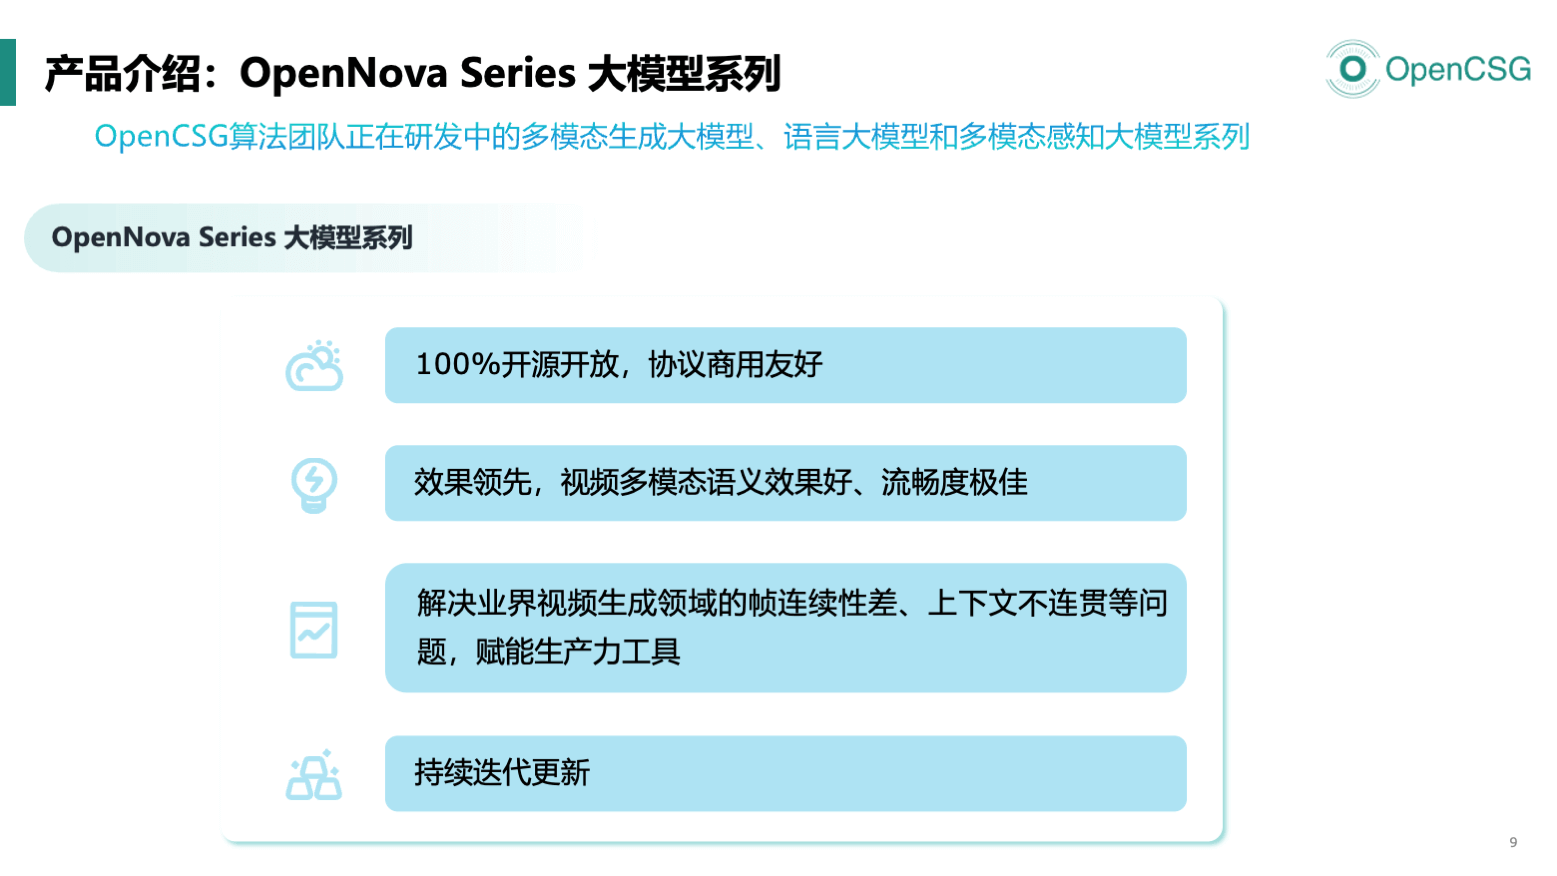 产品介绍：OpenNova Series 大模型系列
OpenCSG
OpenCSG算法团队正在研发中的多模态生成大模型、语言大模型和多模态感知大模型系列
OpenNova Series 大模型系列
100%开源开放，协议商用友好
效果领先，视频多模态语义效果好、流畅度极佳
解决业界视频生成领域的帧连续性差、上下文不连贯等问
题，赋能生产力工具
持续迭代更新
9